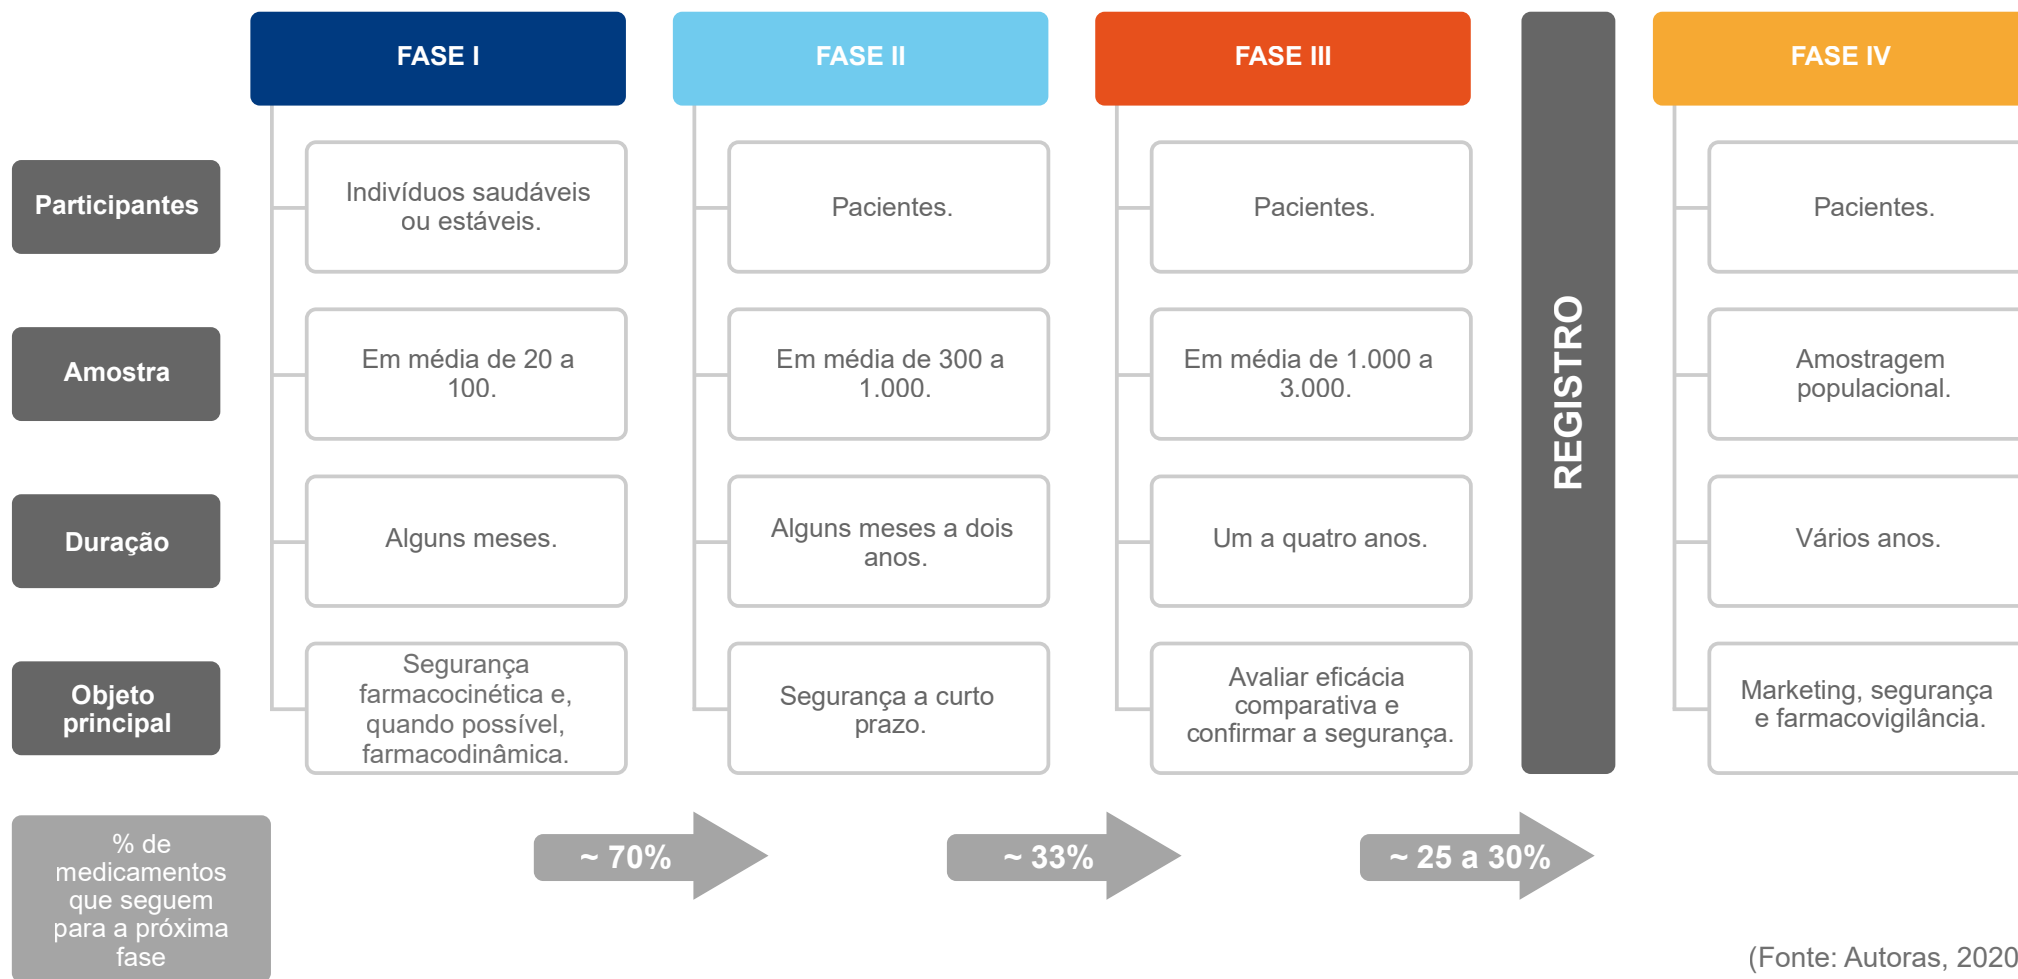 FASE I
FASE II
FASE III
FASE IV
REGISTRO
Participantes
Indivíduos saudáveis
ou estáveis.
Pacientes.
Pacientes.
Pacientes.
Amostra
Em média de 20 a
100.
Em média de 300 a
1.000.
Em média de 1.000 a
3.000.
Amostragem
populacional.
Duração
Alguns meses.
Alguns meses a dois
anos.
Um a quatro anos.
Vários anos.
Objeto
principal
Segurança
farmacocinética e,
quando possível,
farmacodinâmica.
Segurança a curto
prazo.
Avaliar eficácia
comparativa e
confirmar a segurança.
Marketing, segurança
e farmacovigilância.
% de
medicamentos
que seguem
para a próxima
fase
~ 70%
~ 33%
~ 25 a 30%
(Fonte: Autoras, 2020